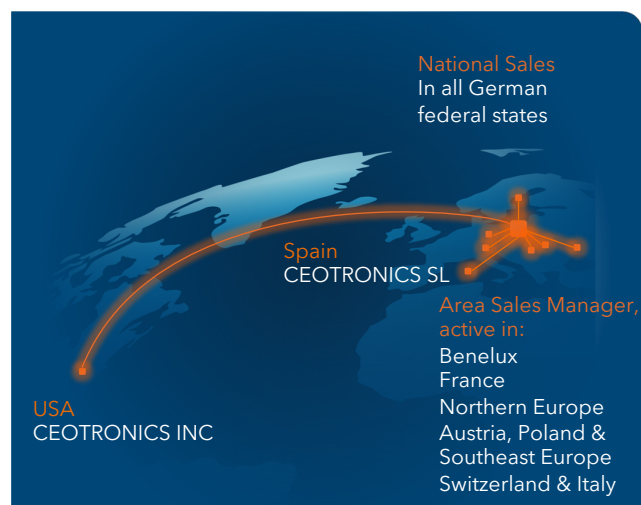 National Sales
In all German
federal states
Spain
CEOTRONICS SL
Area Sales Manager,
active in:
Benelux
France
Northern Europe
Austria, Poland &
Southeast Europe
Switzerland & Italy
USA
CEOTRONICS INC